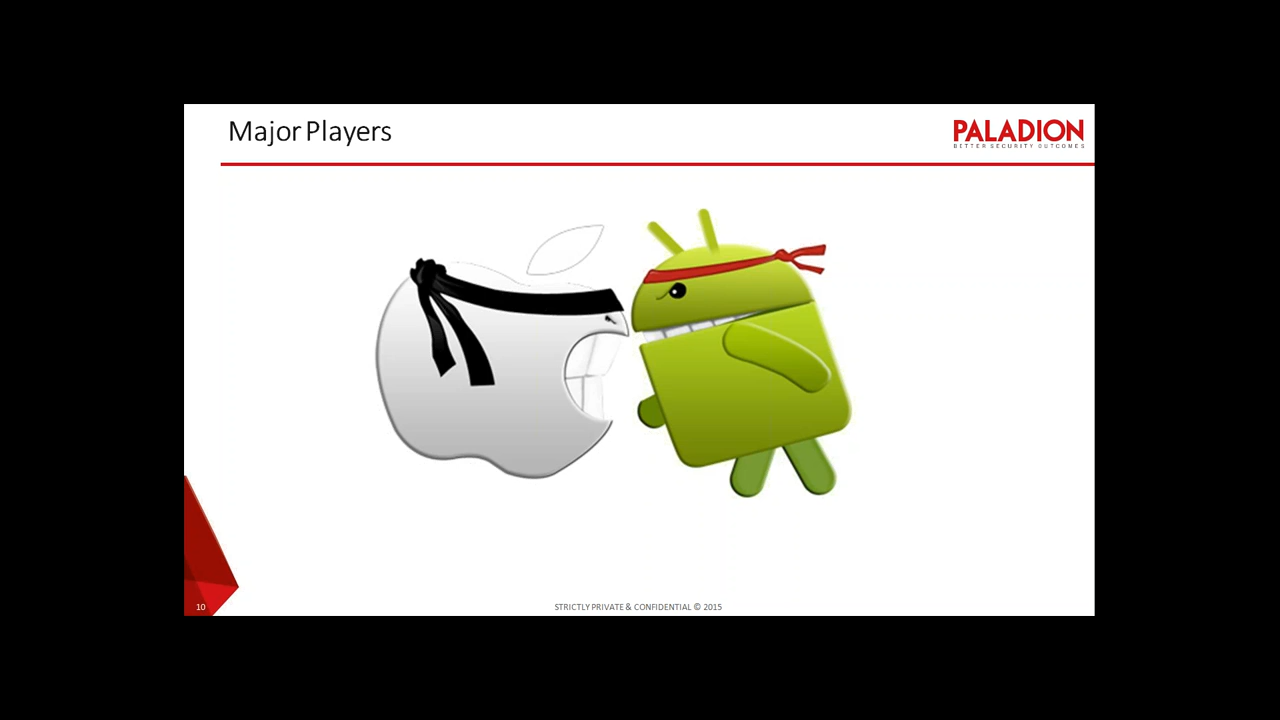 Major Players
PALADION
BETTER SECURITY OUTCOMES
10
STRICTLY PRIVATE & CONFIDENTIAL © 2015